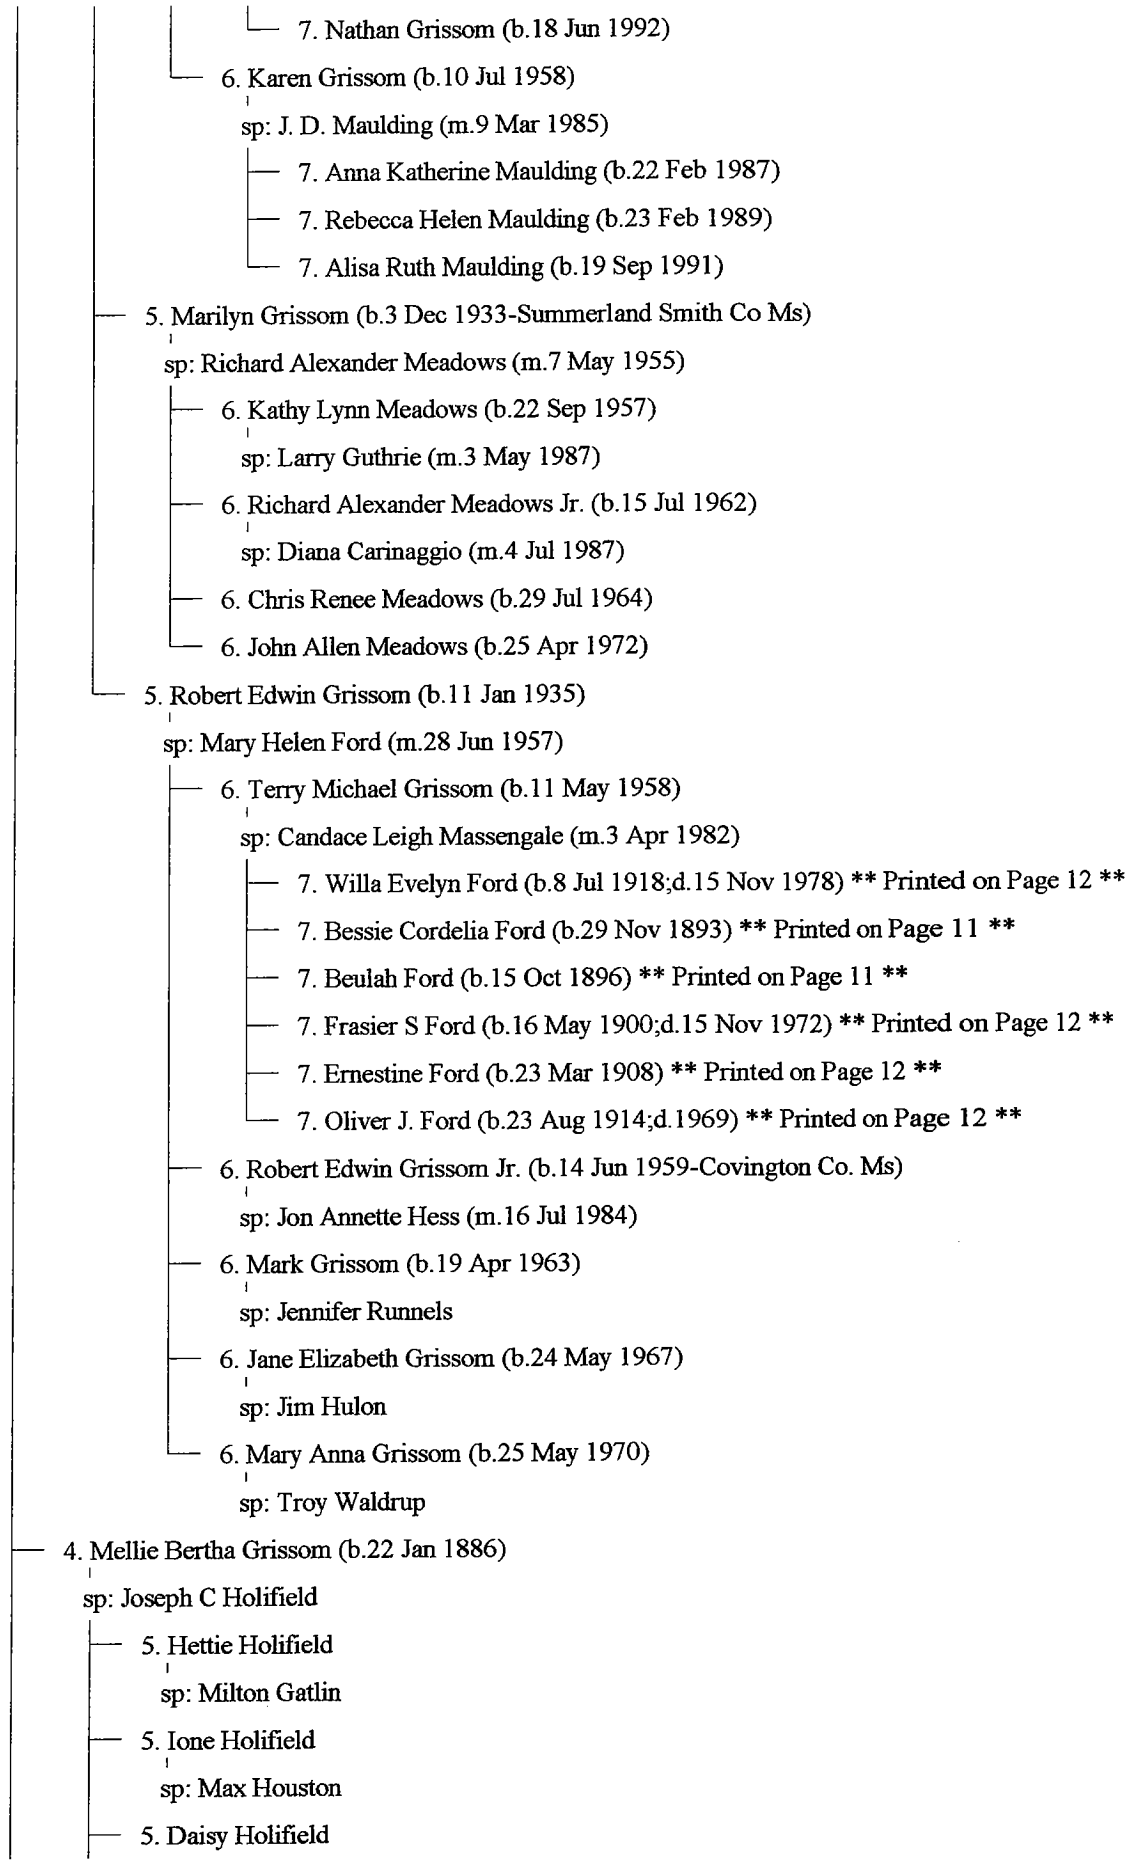 7. Nathan Grissom (b.18 Jun 1992)
6. Karen Grissom (b.10 Jul 1958)
sp: J. D. Maulding (m.9 Mar 1985)
7. Anna Katherine Maulding (b.22 Feb 1987)
7. Rebecca Helen Maulding (b.23 Feb 1989)
7. Alisa Ruth Maulding (b.19 Sep 1991)
5. Marilyn Grissom (b.3 Dec 1933-Summerland Smith Co Ms)
sp: Richard Alexander Meadows (m.7 May 1955)
6. Kathy Lynn Meadows (b.22 Sep 1957)
sp: Larry Guthrie (m.3 May 1987)
6. Richard Alexander Meadows Jr. (b.15 Jul 1962)
sp: Diana Carinaggio (m.4 Jul 1987)
6. Chris Renee Meadows (b.29 Jul 1964)
6. John Allen Meadows (b.25 Apr 1972)
5. Robert Edwin Grissom (b.11 Jan 1935)
sp: Mary Helen Ford (m.28 Jun 1957)
6. Terry Michael Grissom (b.11 May 1958)
sp: Candace Leigh Massengale (m.3 Apr 1982)
7. Willa Evelyn Ford (b.8 Jul 1918;d.15 Nov 1978) ** Printed on Page 12 **
7. Bessie Cordelia Ford (b.29 Nov 1893) ** Printed on Page 11 **
7. Beulah Ford (b.15 Oct 1896) ** Printed on Page 11 **
7. Frasier S Ford (b.16 May 1900;d.15 Nov 1972) ** Printed on Page 12 **
7. Ernestine Ford (b.23 Mar 1908) ** Printed on Page 12 **
7. Oliver J. Ford (b.23 Aug 1914;d.1969) ** Printed on Page 12 **
6. Robert Edwin Grissom Jr. (b.14 Jun 1959-Covington Co. Ms)
sp: Jon Annette Hess (m.16 Jul 1984)
6. Mark Grissom (b.19 Apr 1963)
sp: Jennifer Runnels
6. Jane Elizabeth Grissom (b.24 May 1967)
sp: Jim Hulon
6. Mary Anna Grissom (b.25 May 1970)
sp: Troy Waldrup
4. Mellie Bertha Grissom (b.22 Jan 1886)
sp: Joseph C Holifield
5. Hettie Holifield
sp: Milton Gatlin
5. Ione Holifield
sp: Max Houston
5. Daisy Holifield